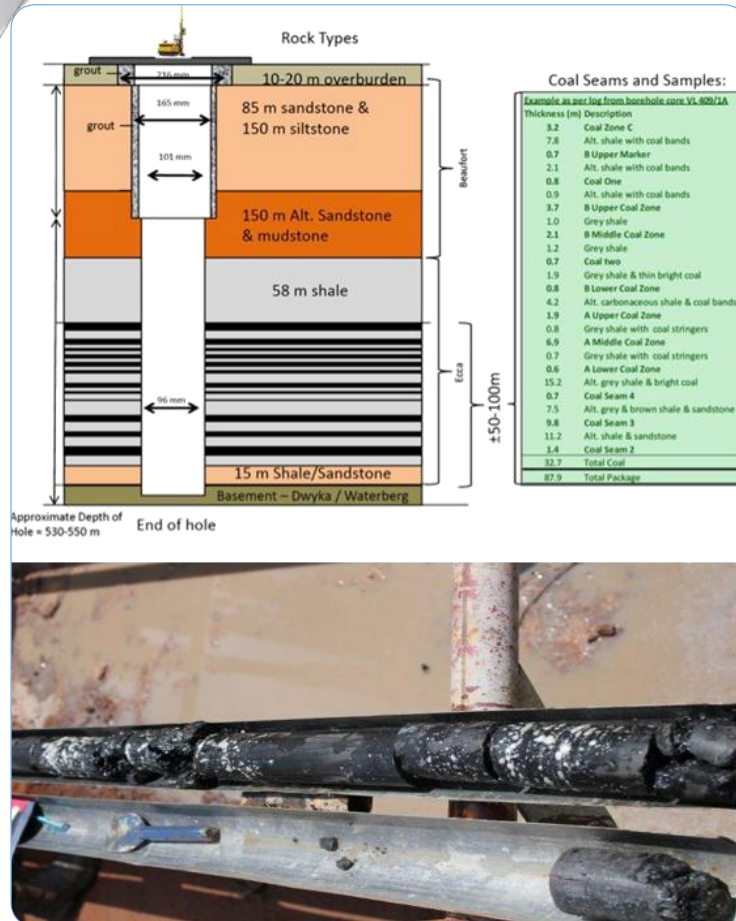 Rock Types
grout
216 mm
10-20 m overburden
165 mm
85 m sandstone &
150 m siltstone
grout
101 mm
Beaufort
150 m Alt. Sandstone
& mudstone
58 m shale
Ecca
96 mm
±50-100m
15 m Shale/Sandstone
Basement – Dwyka / Waterberg
Approximate Depth of
Hole = 530-550 m
End of hole
Coal Seams and Samples:
Example as per log from borehole core VL 409/1A
Thickness (m) Description
3.2 Coal Zone C
7.8 Alt. shale with coal bands
0.7 B Upper Marker
2.1 Alt. shale with coal bands
0.8 Coal One
0.9 Alt. shale with coal bands
3.7 B Upper Coal Zone
1.0 Grey shale
2.1 B Middle Coal Zone
1.2 Grey shale
0.7 Coal two
1.9 Grey shale & thin bright coal
0.8 B Lower Coal Zone
4.2 Alt. carbonaceous shale & coal bands
1.9 A Upper Coal Zone
0.8 Grey shale with coal stringers
6.9 A Middle Coal Zone
0.7 Grey shale with coal stringers
0.6 A Lower Coal Zone
15.2 Alt. grey shale & bright coal
0.7 Coal Seam 4
7.5 Alt. grey & brown shale & sandstone
9.8 Coal Seam 3
11.2 Alt. shale & sandstone
1.4 Coal Seam 2
32.7 Total Coal
87.9 Total Package